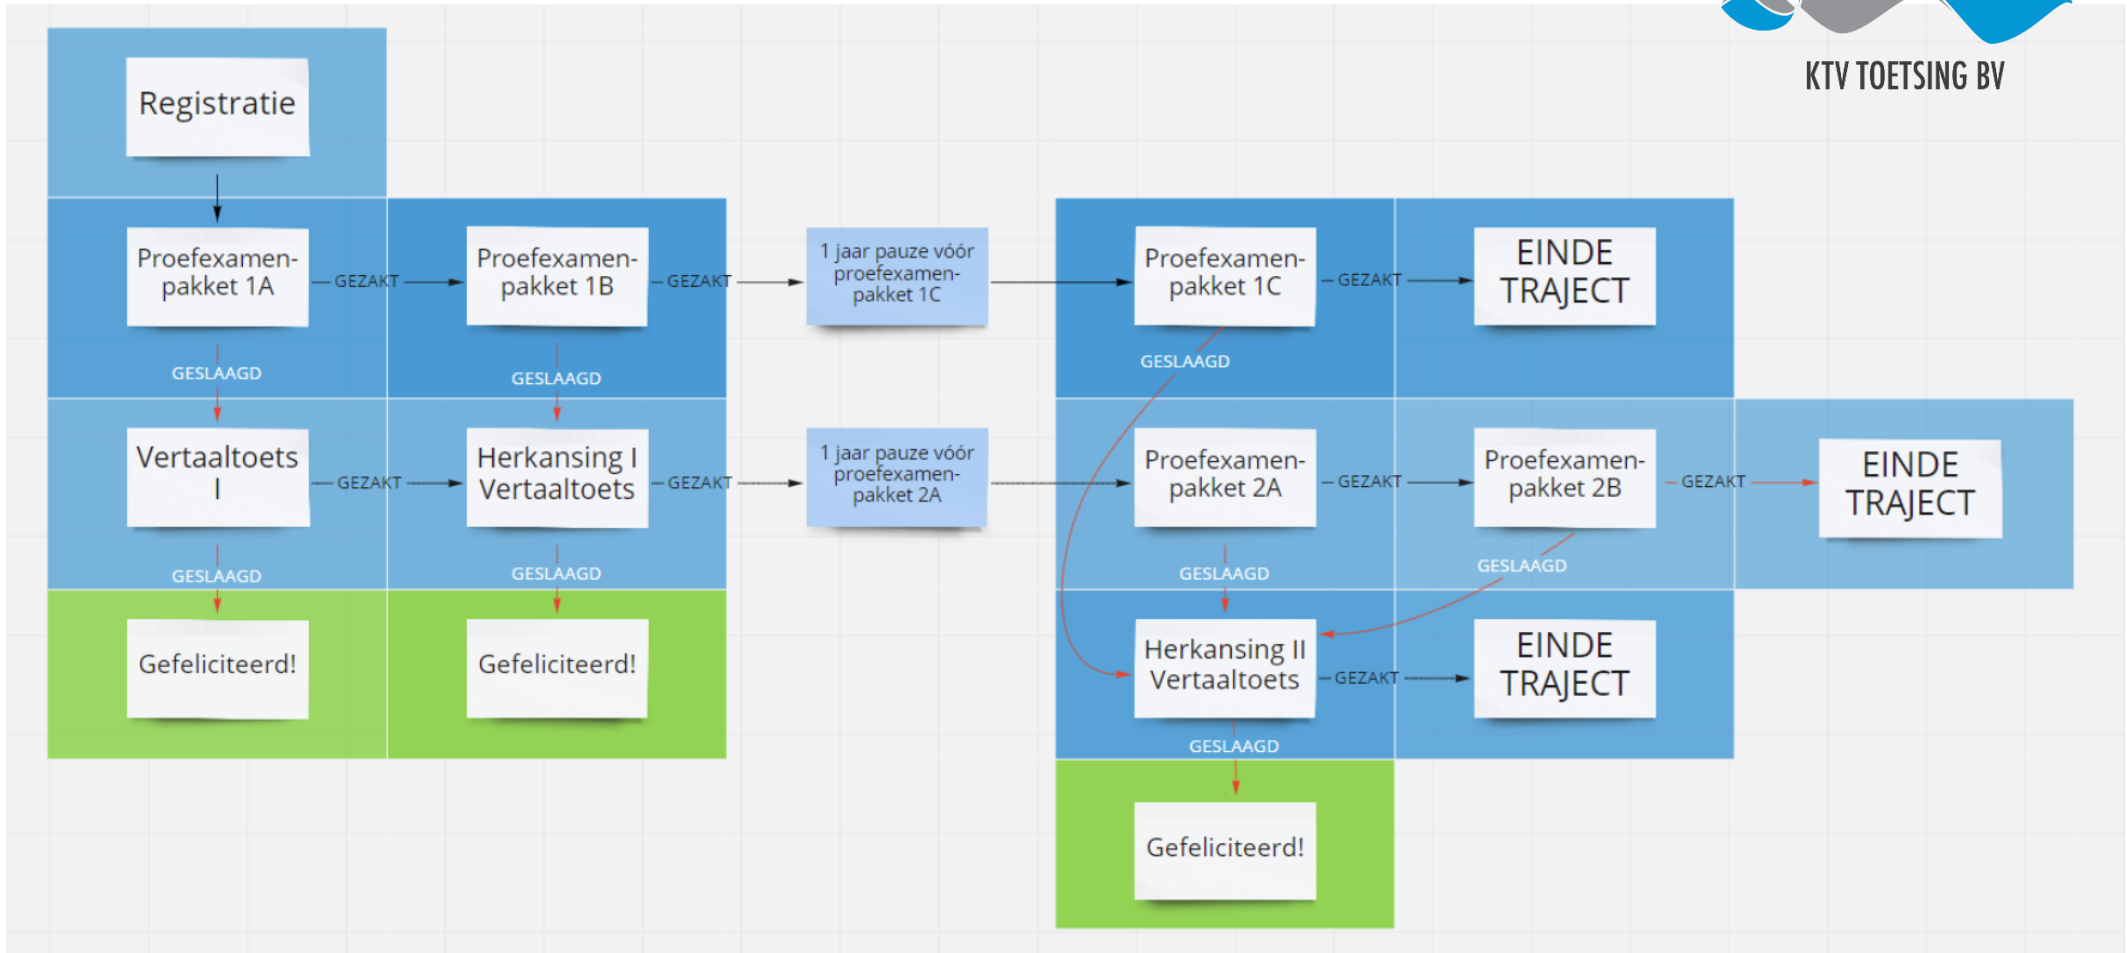 KTV TOETSING BV
Registratie
Proefexamen-
pakket 1A
GEZAKT
Proefexamen-
pakket 1B
GEZAKT
1 jaar pauze vóór
proefexamen-
pakket 1C
Proefexamen-
pakket 1C
GEZAKT
EINDE
TRAJECT
GESLAAGD
GESLAAGD
GESLAAGD
Vertaaltoets
I
GEZAKT
Herkansing I
Vertaaltoets
GEZAKT
1 jaar pauze vóór
proefexamen-
pakket 2A
Proefexamen-
pakket 2A
GEZAKT
Proefexamen-
pakket 2B
GEZAKT
EINDE
TRAJECT
GESLAAGD
GESLAAGD
GESLAAGD
GESLAAGD
Gefeliciteerd!
Gefeliciteerd!
Herkansing II
Vertaaltoets
GEZAKT
EINDE
TRAJECT
GESLAAGD
Gefeliciteerd!